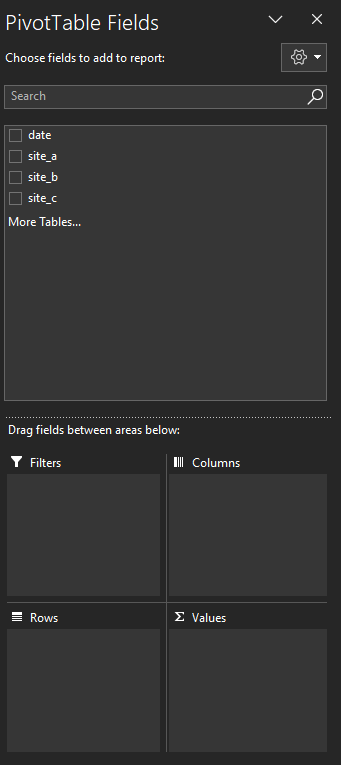 PivotTable Fields
Choose fields to add to report:
Search
date
site_a
site_b
site_c
More Tables...
Drag fields between areas below:
Filters
Columns
Rows
Σ Values